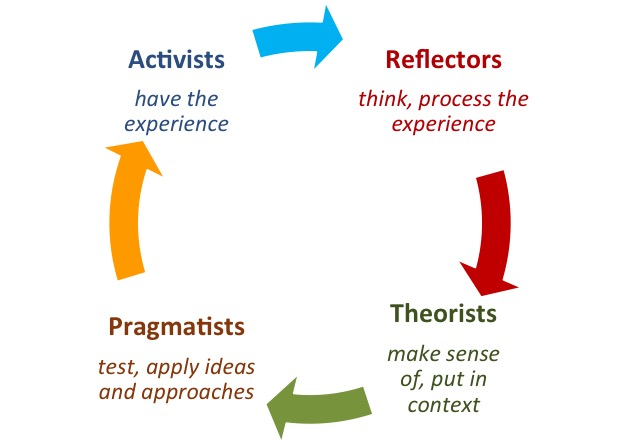 Activists
have the
experience
Reflectors
think, process the
experience
Theorists
make sense
of, put in
context
Pragmatists
test, apply ideas
and approaches